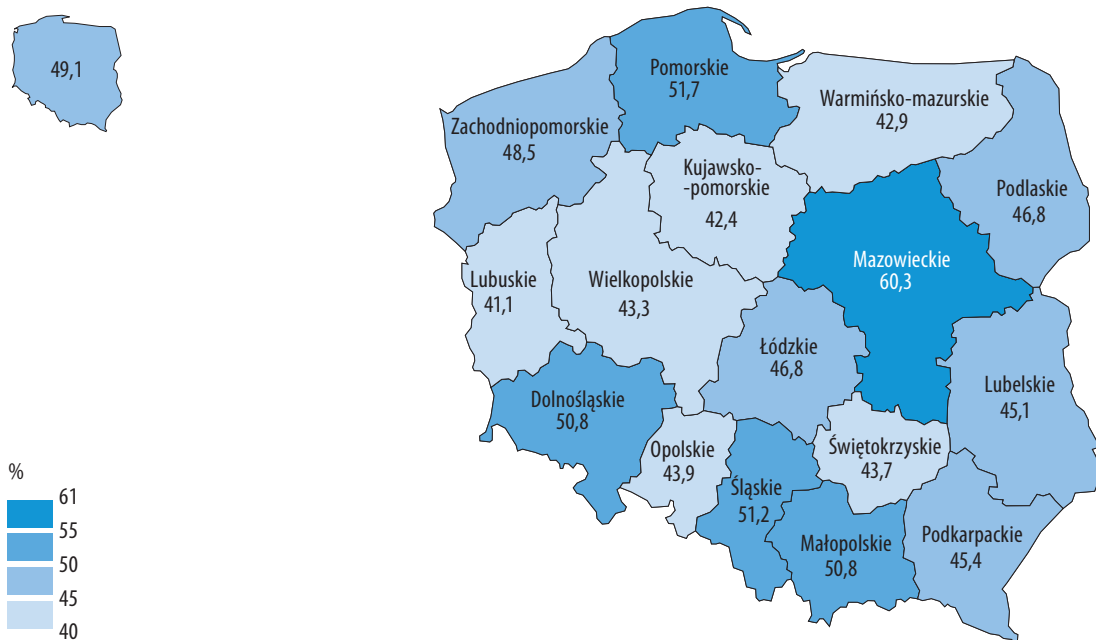 49,1
Pomorskie
51,7
Warmińsko-mazurskie
42,9
Zachodniopomorskie
48,5
Kujawsko-
-pomorskie
42,4
Podlaskie
46,8
Mazowieckie
60,3
Lubuskie
41,1
Wielkopolskie
43,3
Łódzkie
46,8
Lubelskie
45,1
Dolnośląskie
50,8
Opolskie
43,9
Świętokrzyskie
43,7
Śląskie
51,2
Małopolskie
50,8
Podkarpackie
45,4
%
61
55
50
45
40